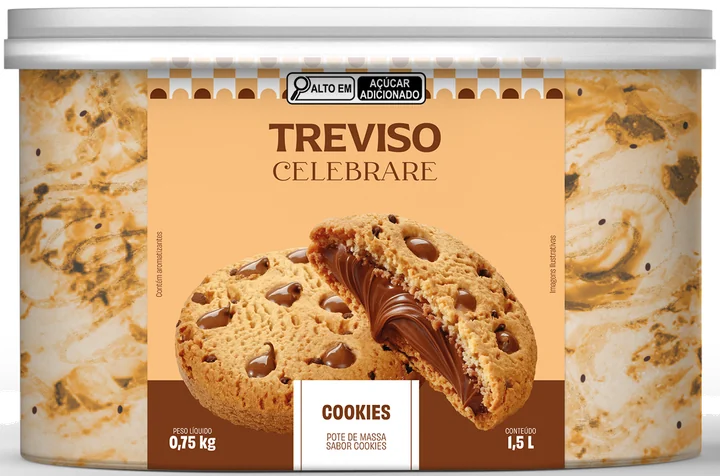 ALTO EM
AÇÚCAR
ADICIONADO
TREVISO
CELEBRARE
Contém aromatizantes
Imagens Ilustrativas
COOKIES
POTE DE MASSA
SABOR COOKIES
PESO LÍQUIDO
0,75 kg
CONTEÚDO
1,5 L